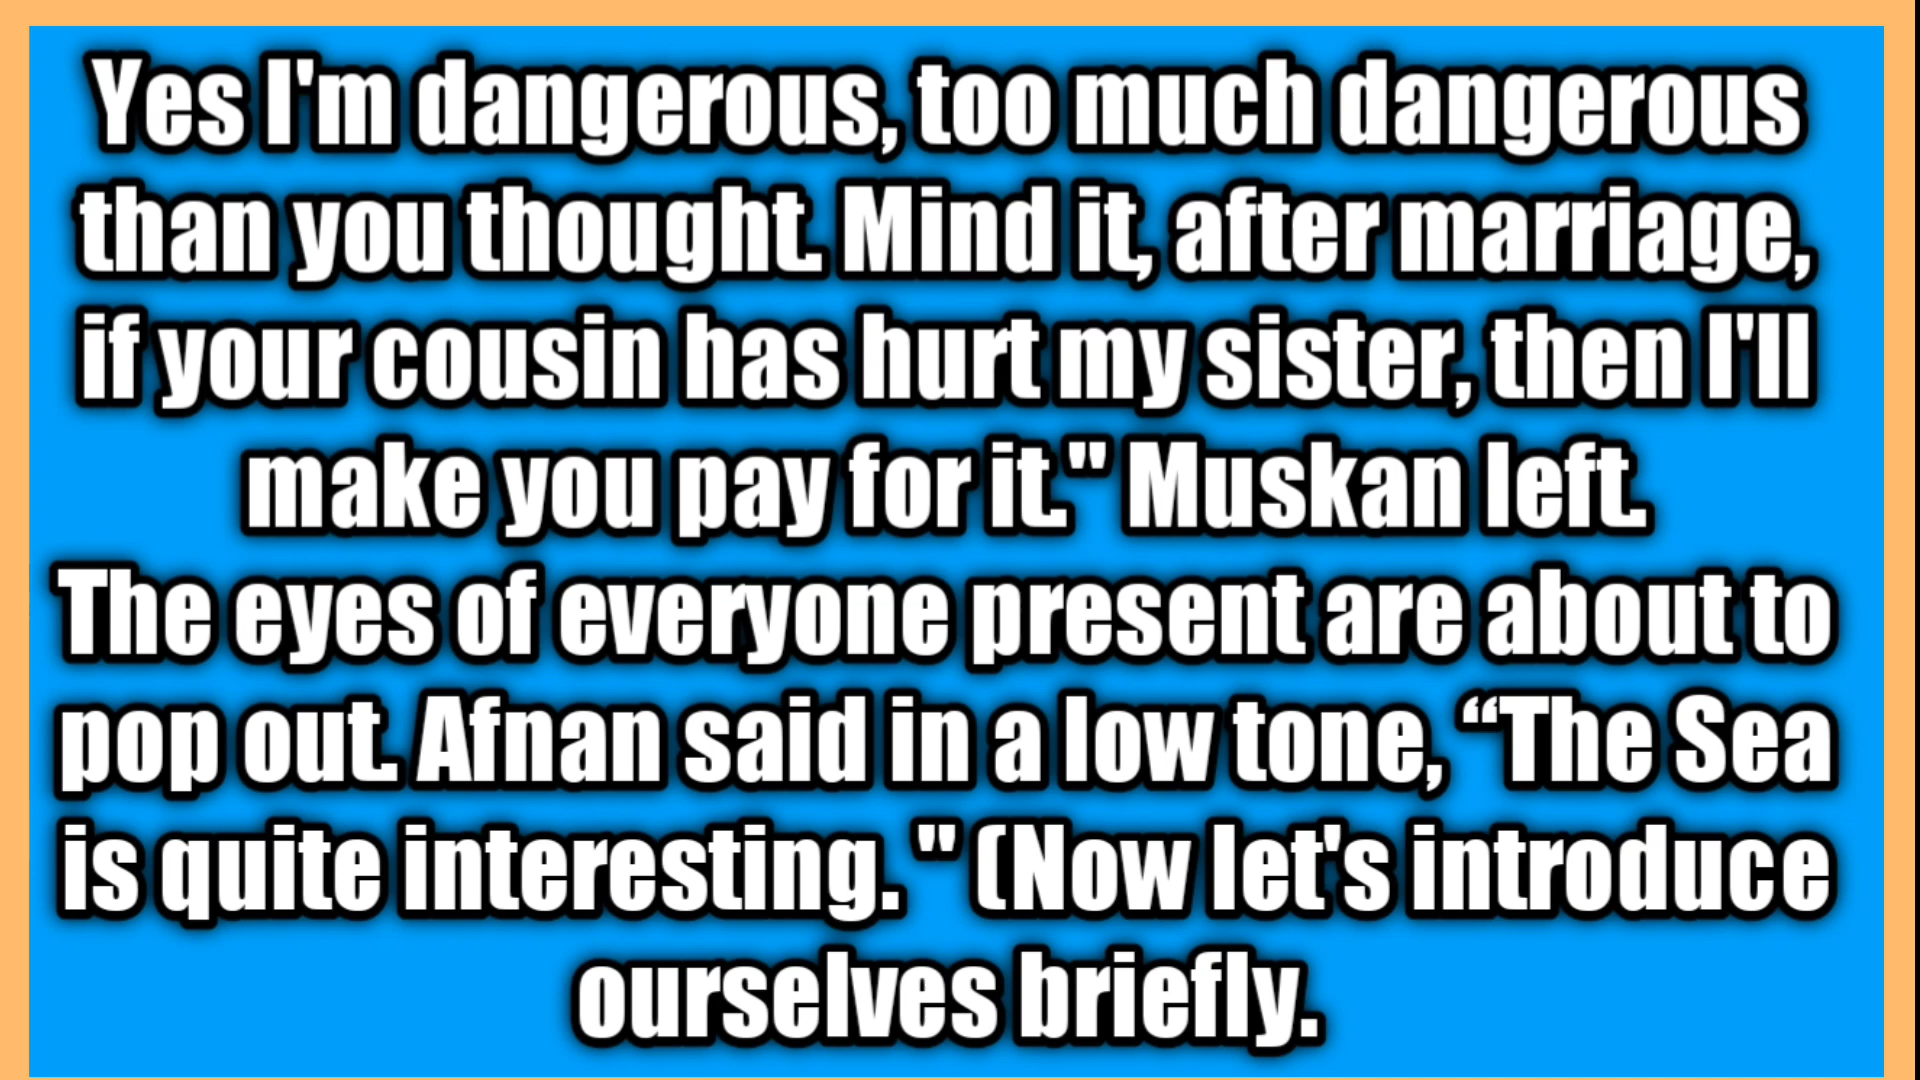 Yes I'm dangerous, too much dangerous
than you thought. Mind it, after marriage,
if your cousin has hurt my sister, then I'll
make you pay for it." Muskan left.
The eyes of everyone present are about to
pop out. Afnan said in a low tone, “The Sea
is quite interesting. " (Now let's introduce
ourselves briefly.